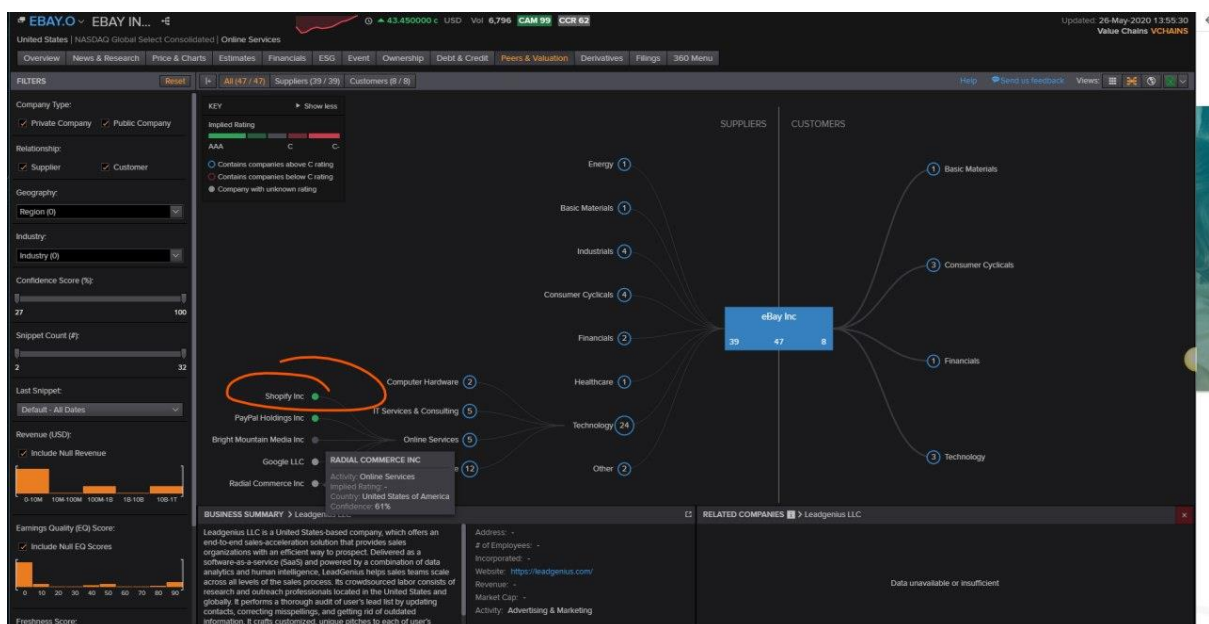 EBAY.O EBAY IN... 43.450000 c USD Vol 6,796 CAM 99 CCR 62 Updated: 26-May-2020 13:55:30
United States | NASDAQ Global Select Consolidated | Online Services Value Chains VCHAINS
Overview News & Research Price & Charts Estimates Financials ESG Event Ownership Debt & Credit Peers & Valuation Derivatives Filings 360 Menu
FILTERS Reset All (47 / 47) Suppliers (39 / 39) Customers (8 / 8) Help Send us feedback Views:
Company Type:
Private Company Public Company
Relationship:
Supplier Customer
Geography:
Region (0)
Industry:
Industry (0)
Confidence Score (%):
27 100
Snippet Count (#):
2 32
Last Snippet:
Default - All Dates
Revenue (USD):
Include Null Revenue
0-10M 10M-100M 100M-1B 1B-10B 10B-1T
Earnings Quality (EQ) Score:
Include Null EQ Scores
0 10 20 30 40 50 60 70 80 90
Freshness Score:
KEY Show less
Implied Rating
AAA C C-
Contains companies above C rating
Contains companies below C rating
Company with unknown rating
SUPPLIERS CUSTOMERS
Energy 1
Basic Materials 1
Industrials 4
Consumer Cyclicals 4
Financials 2
Healthcare 1
Technology 24
Other 2
Computer Hardware 2
IT Services & Consulting 5
Online Services 5
e 12
Shopify Inc
PayPal Holdings Inc
Bright Mountain Media Inc
Google LLC
Radial Commerce Inc
RADIAL COMMERCE INC
Activity: Online Services
Implied Rating: -
Country: United States of America
Confidence: 61%
eBay Inc
39 47 8
1 Basic Materials
3 Consumer Cyclicals
1 Financials
3 Technology
BUSINESS SUMMARY > Leadgenius LLC
Leadgenius LLC is a United States-based company, which offers an
end-to-end sales-acceleration solution that provides sales
organizations with an efficient way to prospect. Delivered as a
software-as-a-service (SaaS) and powered by a combination of data
analytics and human intelligence, LeadGenius helps sales teams scale
across all levels of the sales process. Its crowdsourced labor consists of
research and outreach professionals located in the United States and
globally. It performs a thorough audit of user's lead list by updating
contacts, correcting misspellings, and getting rid of outdated
information. It crafts customized, unique pitches to each of user's
Address: -
# of Employees: -
Incorporated: -
Website: https://leadgenius.com/
Revenue: -
Market Cap: -
Activity: Advertising & Marketing
RELATED COMPANIES > Leadgenius LLC
Data unavailable or insufficient